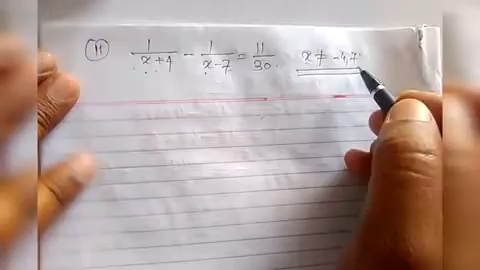 (11) 1/(x+4) - 1/(x-7) = 11/30. x ≠ -4,7